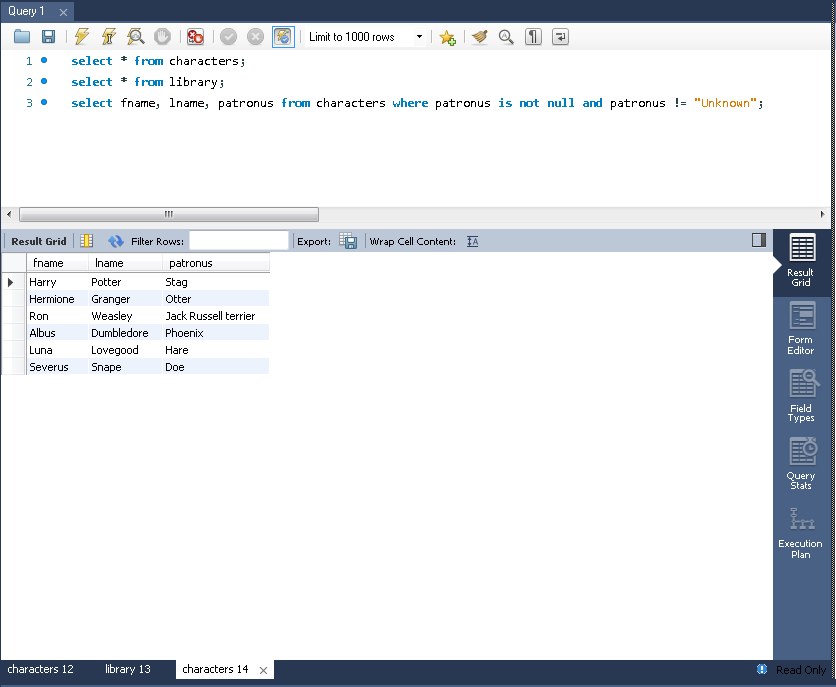 Query 1
Limit to 1000 rows
1 select * from characters;
2 select * from library;
3 select fname, lname, patronus from characters where patronus is not null and patronus != "Unknown";
Result Grid Filter Rows: Export: Wrap Cell Content:
fname lname patronus
Harry Potter Stag
Hermione Granger Otter
Ron Weasley Jack Russell terrier
Albus Dumbledore Phoenix
Luna Lovegood Hare
Severus Snape Doe
Result
Grid
Form
Editor
Field
Types
Query
Stats
Execution
Plan
characters 12 library 13 characters 14 Read Only